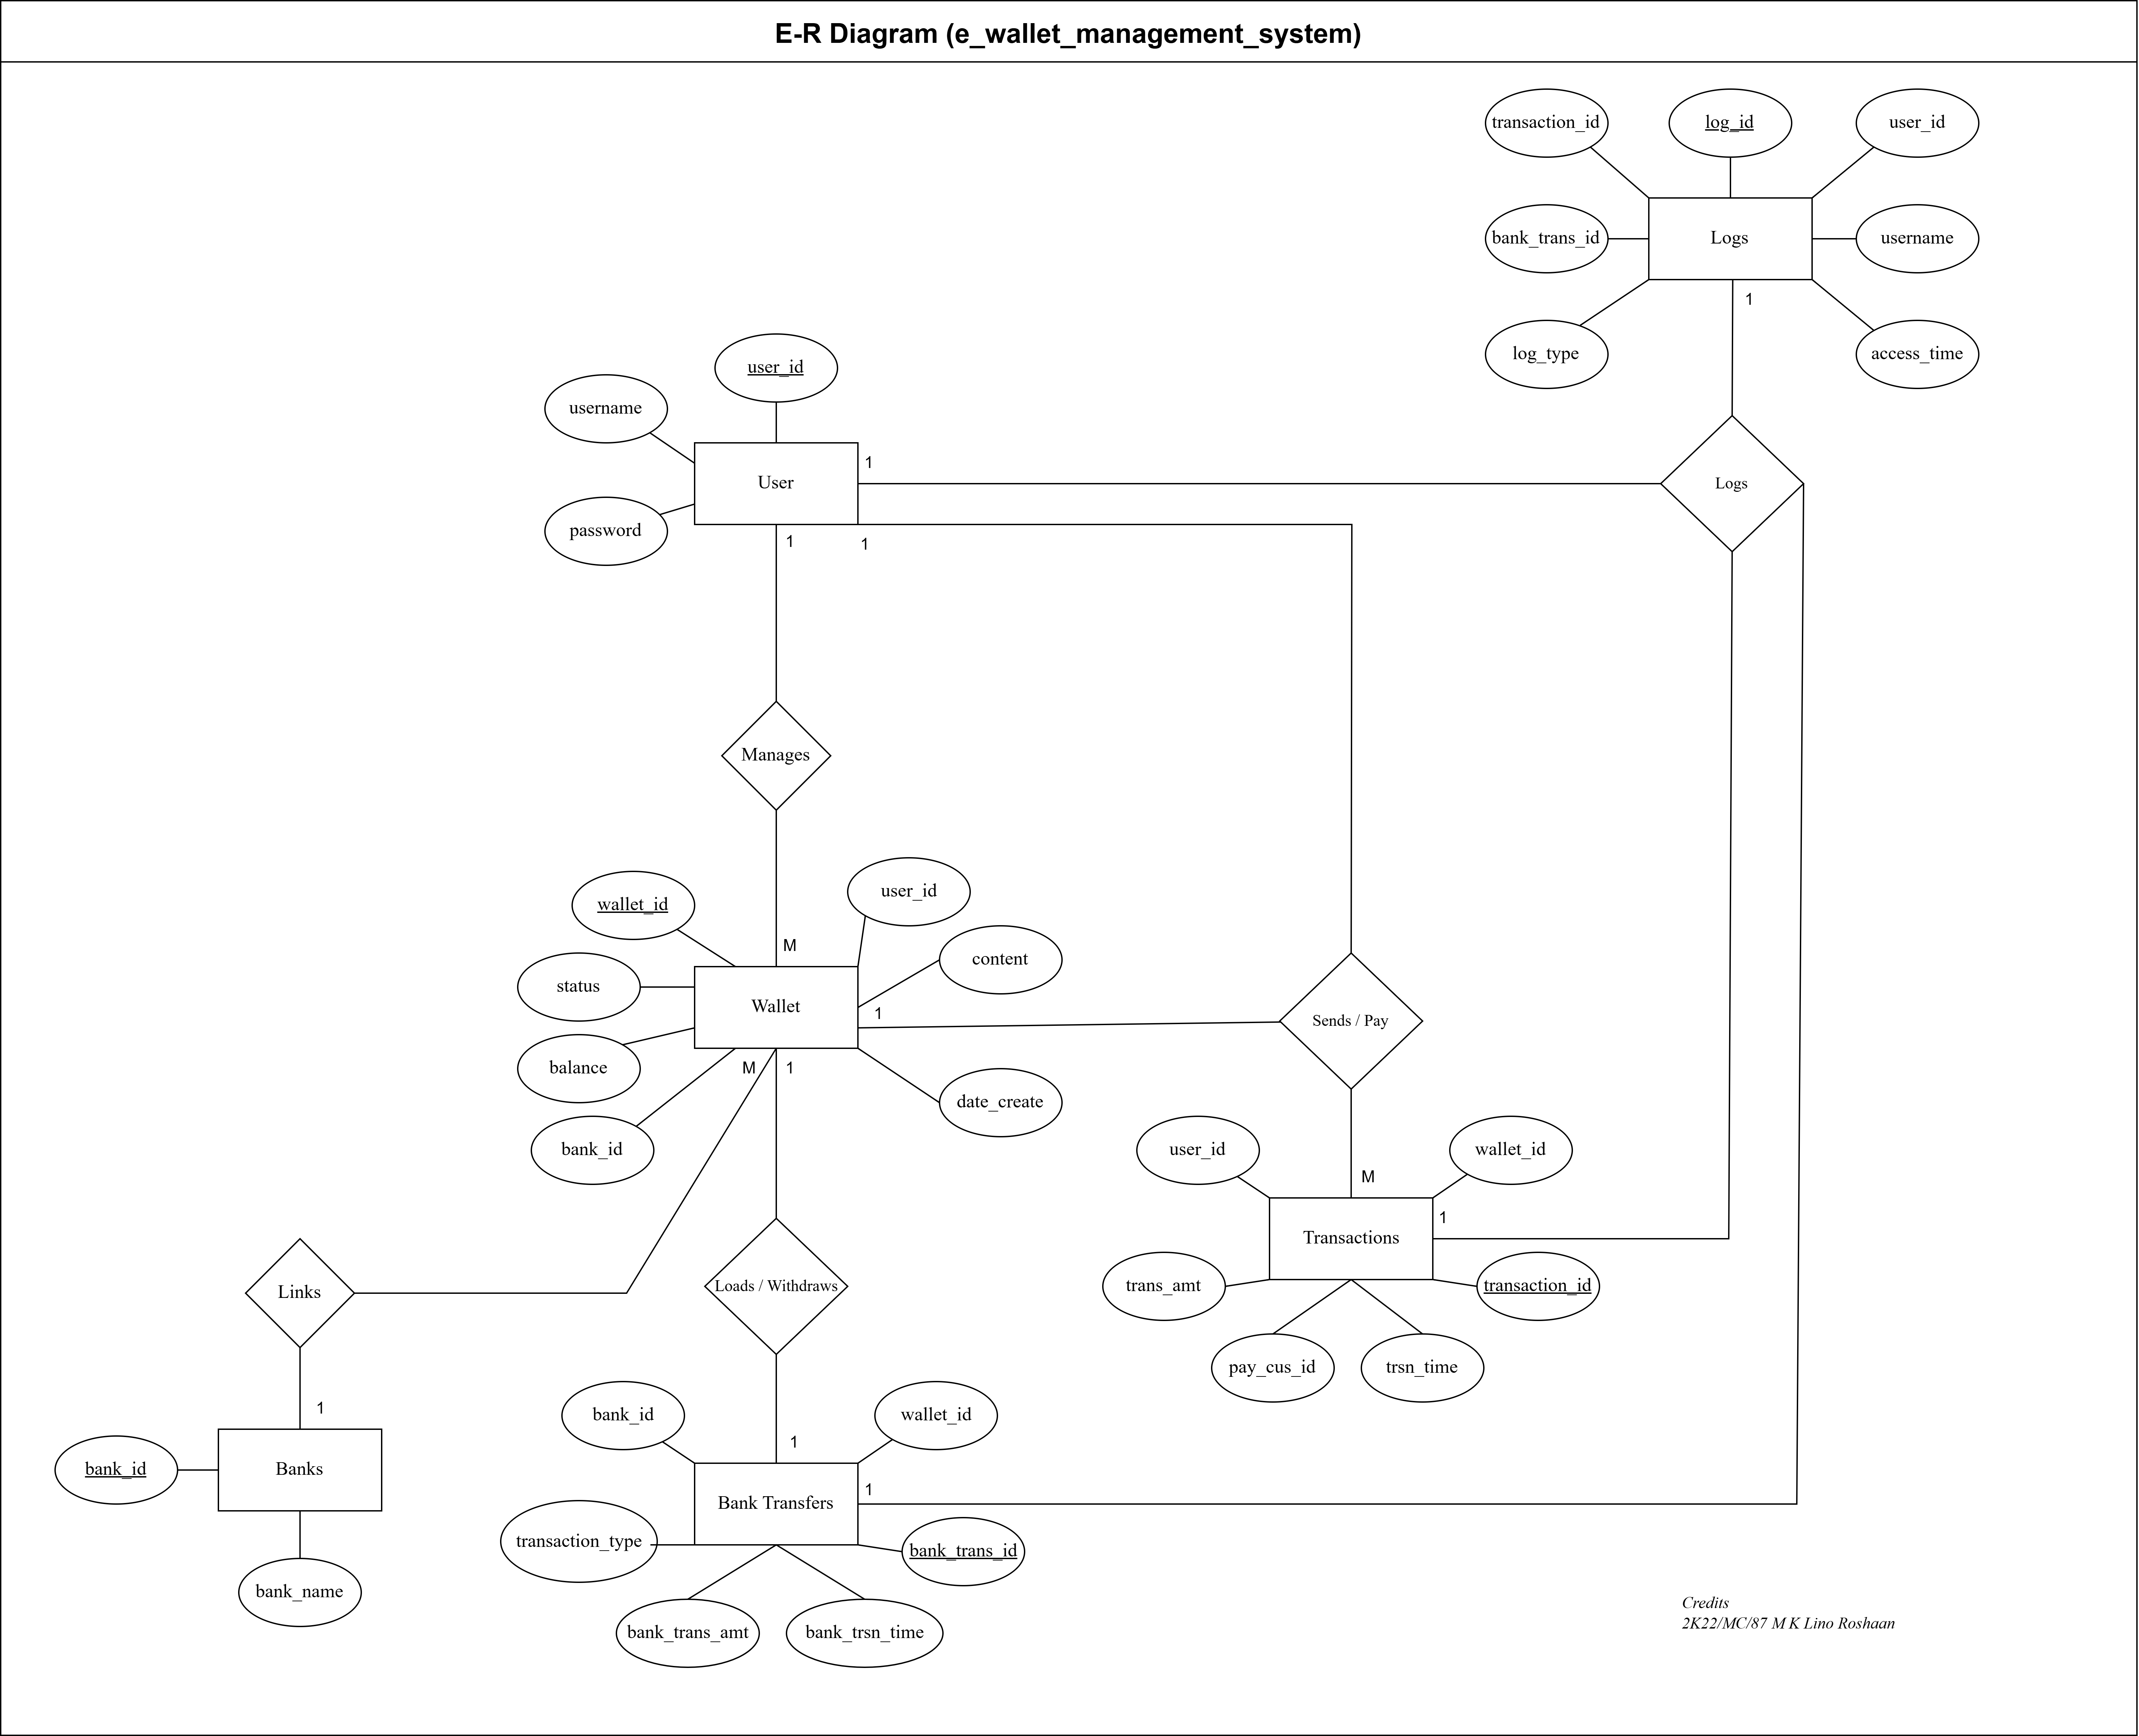 E-R Diagram (e_wallet_management_system)
transaction_id
log_id
user_id
Logs
bank_trans_id
username
1
log_type
access_time
user_id
username
User
1
Logs
password
1
1
Manages
wallet_id
user_id
M
content
status
Wallet
1
Sends / Pay
balance
M
1
date_create
bank_id
user_id
wallet_id
M
Transactions
1
trans_amt
transaction_id
pay_cus_id
trsn_time
Links
Loads / Withdraws
1
bank_id
wallet_id
1
bank_id
Banks
Bank Transfers
1
transaction_type
bank_trans_id
bank_name
bank_trans_amt
bank_trsn_time
Credits
2K22/MC/87 M K Lino Roshaan